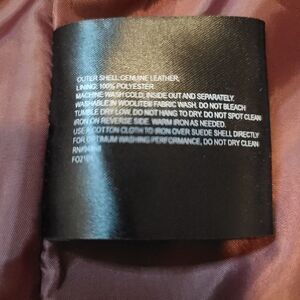 OUTER SHELL:GENUINE LEATHER,
LINING: 100% POLYESTER
MACHINE WASH COLD, INSIDE OUT AND SEPARATELY.
WASHABLE IN WOOLITE® FABRIC WASH. DO NOT BLEACH
TUMBLE DRY LOW. DO NOT HANG TO DRY. DO NOT SPOT CLEAN
IRON ON REVERSE SIDE. WARM IRON AS NEEDED.
USE A COTTON CLOTH TO IRON OVER SUEDE SHELL DIRECTLY
FOR OPTIMUM WASHING PERFORMANCE, DO NOT DRY CLEAN